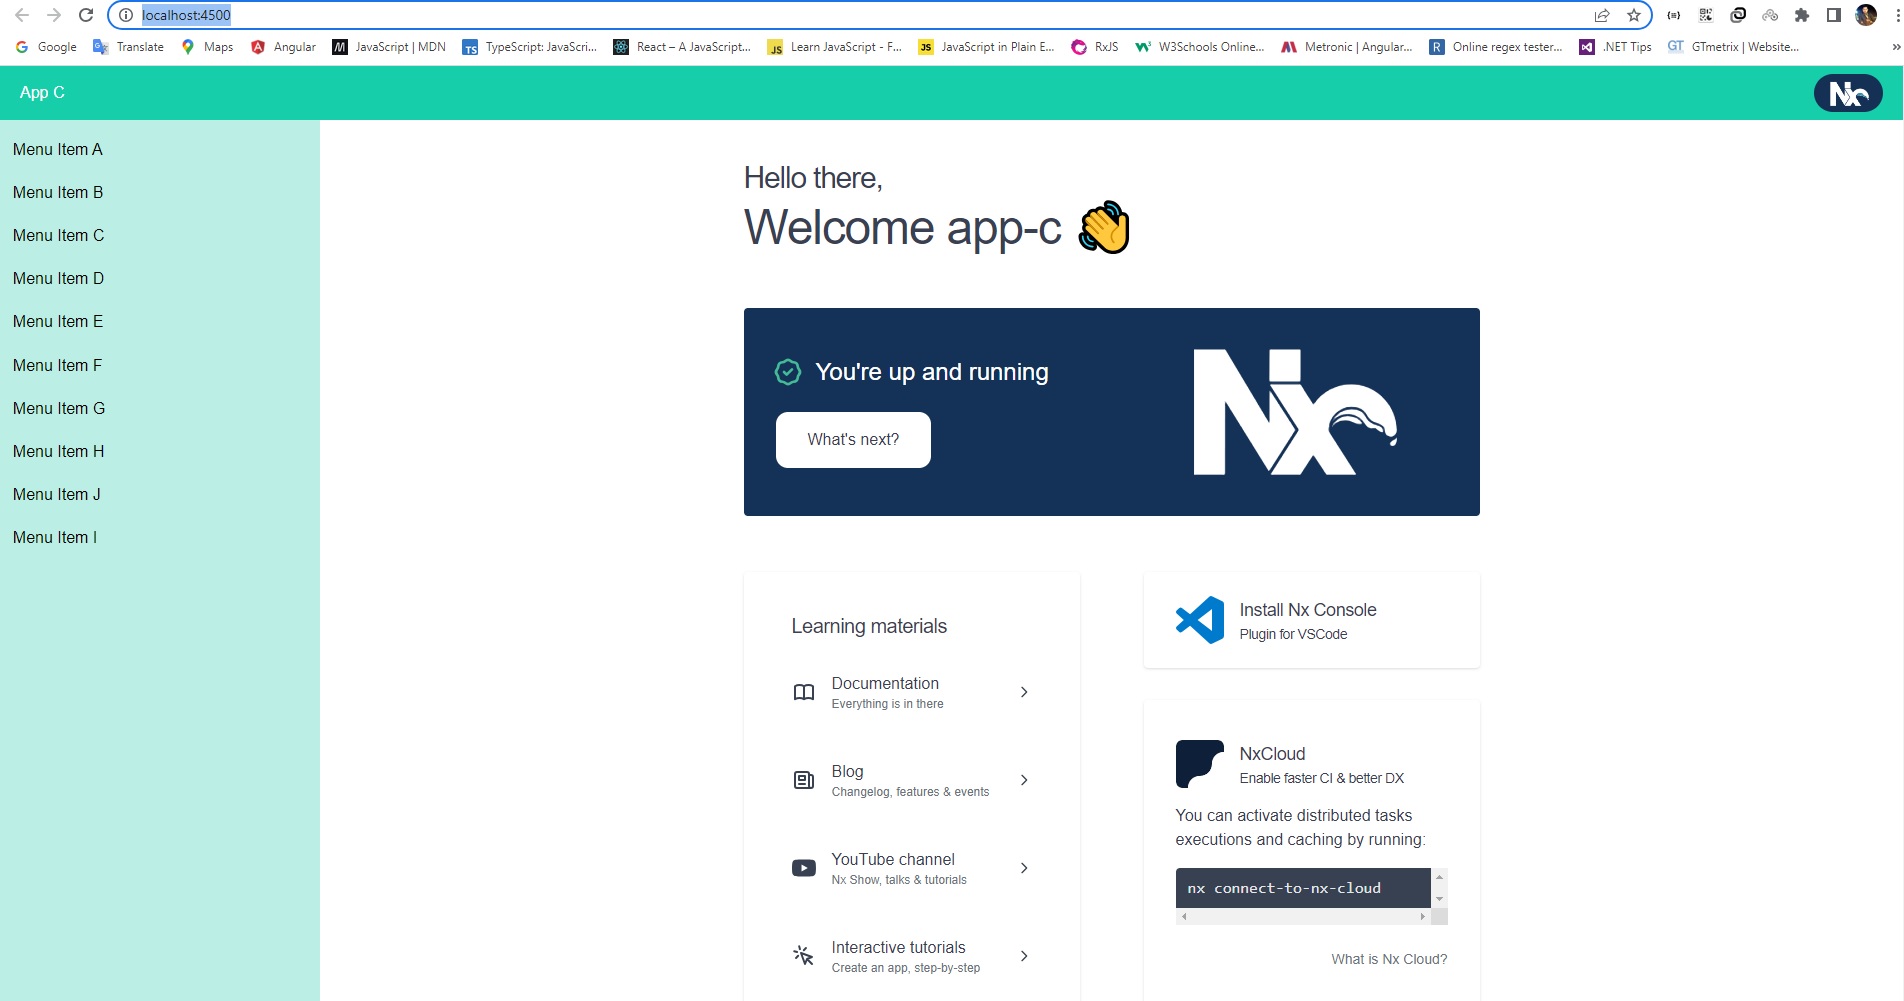 localhost:4500
Google Translate Maps Angular JavaScript | MDN TypeScript: JavaScri... React – A JavaScript... Learn JavaScript - F... JavaScript in Plain E... RxJS W3Schools Online... Metronic | Angular... Online regex tester... .NET Tips GTmetrix | Website... »
App C
Nx
Menu Item A
Menu Item B
Menu Item C
Menu Item D
Menu Item E
Menu Item F
Menu Item G
Menu Item H
Menu Item J
Menu Item I
Hello there,
Welcome app-c 👋
You're up and running
What's next?
Nx
Learning materials
Documentation
Everything is in there
Blog
Changelog, features & events
YouTube channel
Nx Show, talks & tutorials
Interactive tutorials
Create an app, step-by-step
Install Nx Console
Plugin for VSCode
NxCloud
Enable faster CI & better DX
You can activate distributed tasks
executions and caching by running:
nx connect-to-nx-cloud
What is Nx Cloud?